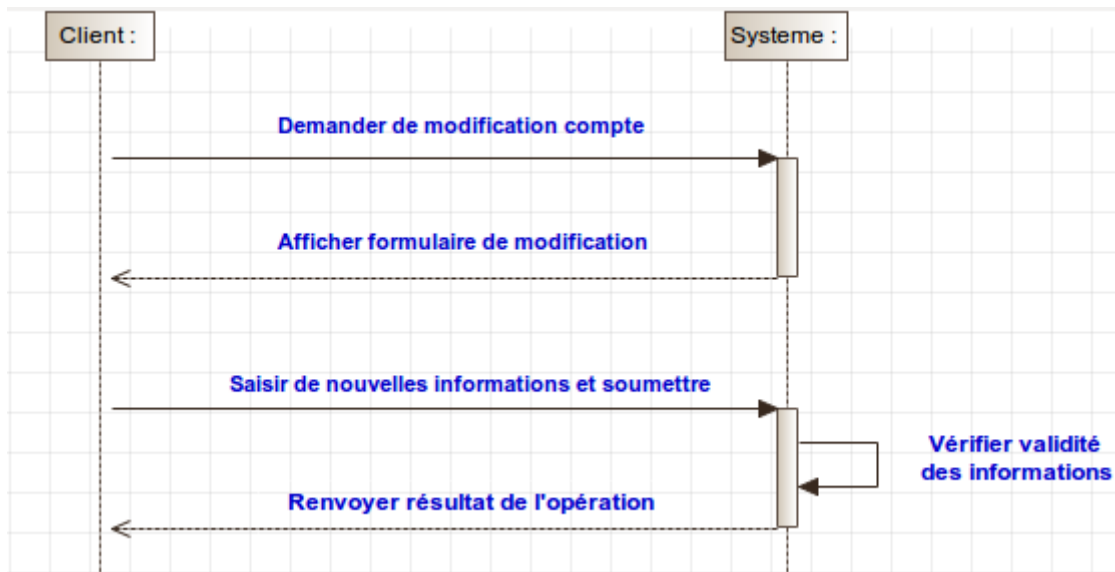 Client :
Systeme :
Demander de modification compte
Afficher formulaire de modification
Saisir de nouvelles informations et soumettre
Vérifier validité
des informations
Renvoyer résultat de l'opération